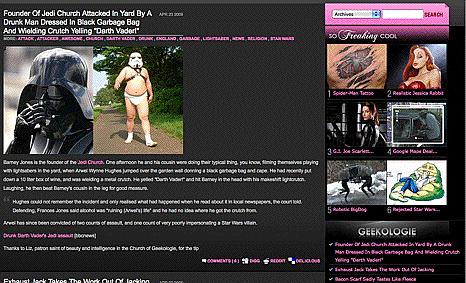 Founder Of Jedi Church Attacked In Yard By A
Drunk Man Dressed In Black Garbage Bag
And Wielding Crutch Yelling "Darth Vader!"
APR 23 2009
MORE: ATTACK, ATTACKER, AWESOME, CHURCH, DARTH VADER, DRUNK, ENGLAND, GARBAGE, LIGHTSABER, NEWS, RELIGION, STAR WARS
Barney Jones is the founder of the Jedi Church. One afternoon he and his cousin were doing their typical thing, you know, filming themselves playing
with lightsabers in the yard, when Arwel Wynne Hughes jumped over the garden wall donning a black garbage bag and cape. He had recently put
down a 10 liter box of wine, and was wielding a metal crutch. He yelled "Darth Vader!" and hit Barney in the head with his makeshift lightcrutch.
Laughing, he then beat Barney's cousin in the leg for good measure.
Hughes could not remember the incident and only realised what had happened when he read about it in local newspapers, the court told.
Defending, Frances Jones said alcohol was "ruining (Arwel's) life" and he had no idea where he got the crutch from.
Arwel has since been convicted of two counts of assault, and one count of very poorly impersonating a Star Wars villain.
Drunk Darth Vader's Jedi assault [bbcnews]
Thanks to Liz, patron saint of beauty and intelligence in the Church of Geekologie, for the tip
COMMENTS ( 4 ) DIGG REDDIT DEL.ICIO.US
Exhaust Jack Takes The Work Out Of Jacking
Archives
SEARCH
SO Freaking COOL
1 Spider-Man Tattoo
2 Realistic Jessica Rabbit
3 G.I. Joe Scarlett...
4 Google Maze Deal...
5 Robotic BigDog
6 Rejected Star Wars...
GEEKOLOGIE
Founder Of Jedi Church Attacked In Yard By A Drunk
Man Dressed In Black Garbage Bag And Wielding Crutch
Yelling "Darth Vader!"
Exhaust Jack Takes The Work Out Of Jacking
Bacon Scarf Sadly Tastes Like Fleece